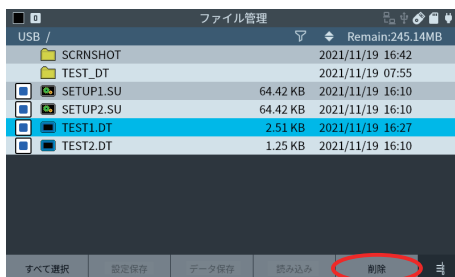 0 ファイル管理
USB / Remain:245.14MB
SCRNSHOT 2021/11/19 16:42
TEST_DT 2021/11/19 07:55
SETUP1.SU 64.42 KB 2021/11/19 16:10
SETUP2.SU 64.42 KB 2021/11/19 16:10
TEST1.DT 2.51 KB 2021/11/19 16:27
TEST2.DT 1.25 KB 2021/11/19 16:10
すべて選択 設定保存 データ保存 読み込み 削除